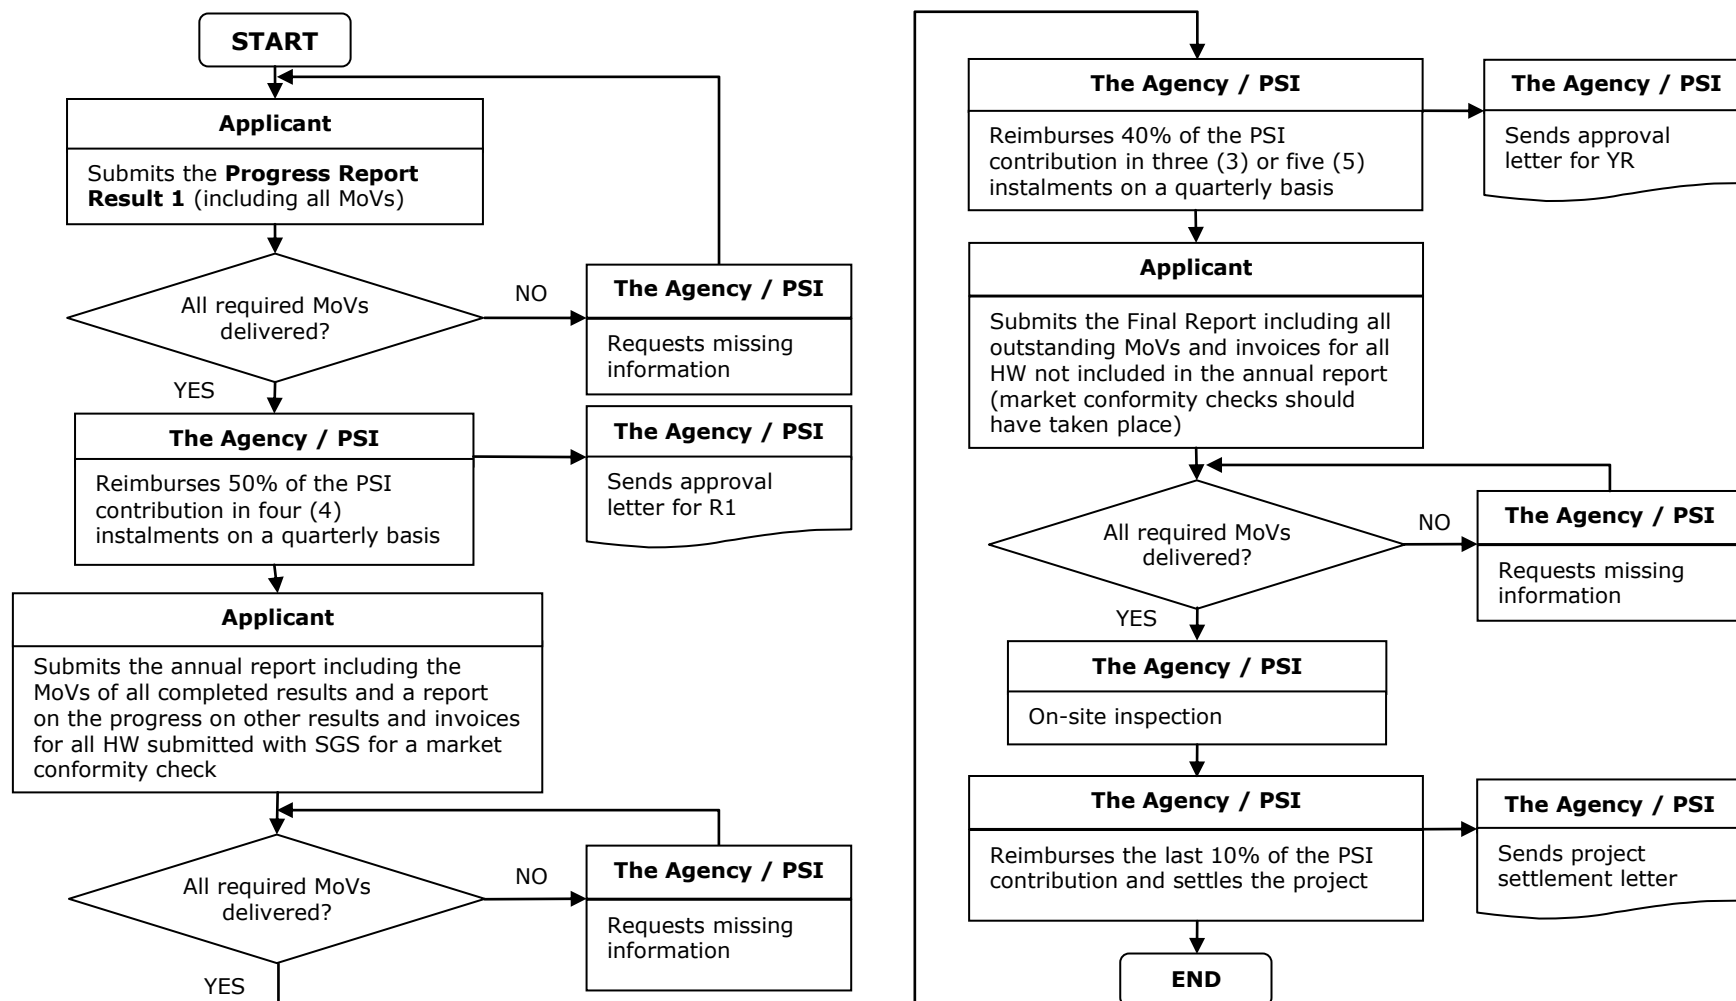 START
Applicant
Submits the Progress Report
Result 1 (including all MoVs)
All required MoVs
delivered?
NO
The Agency / PSI
Requests missing
information
YES
The Agency / PSI
Reimburses 50% of the PSI
contribution in four (4)
instalments on a quarterly basis
The Agency / PSI
Sends approval
letter for R1
Applicant
Submits the annual report including the
MoVs of all completed results and a report
on the progress on other results and invoices
for all HW submitted with SGS for a market
conformity check
All required MoVs
delivered?
NO
The Agency / PSI
Requests missing
information
YES
The Agency / PSI
Reimburses 40% of the PSI
contribution in three (3) or five (5)
instalments on a quarterly basis
The Agency / PSI
Sends approval
letter for YR
Applicant
Submits the Final Report including all
outstanding MoVs and invoices for all
HW not included in the annual report
(market conformity checks should
have taken place)
All required MoVs
delivered?
NO
The Agency / PSI
Requests missing
information
YES
The Agency / PSI
On-site inspection
The Agency / PSI
Reimburses the last 10% of the PSI
contribution and settles the project
The Agency / PSI
Sends project
settlement letter
END